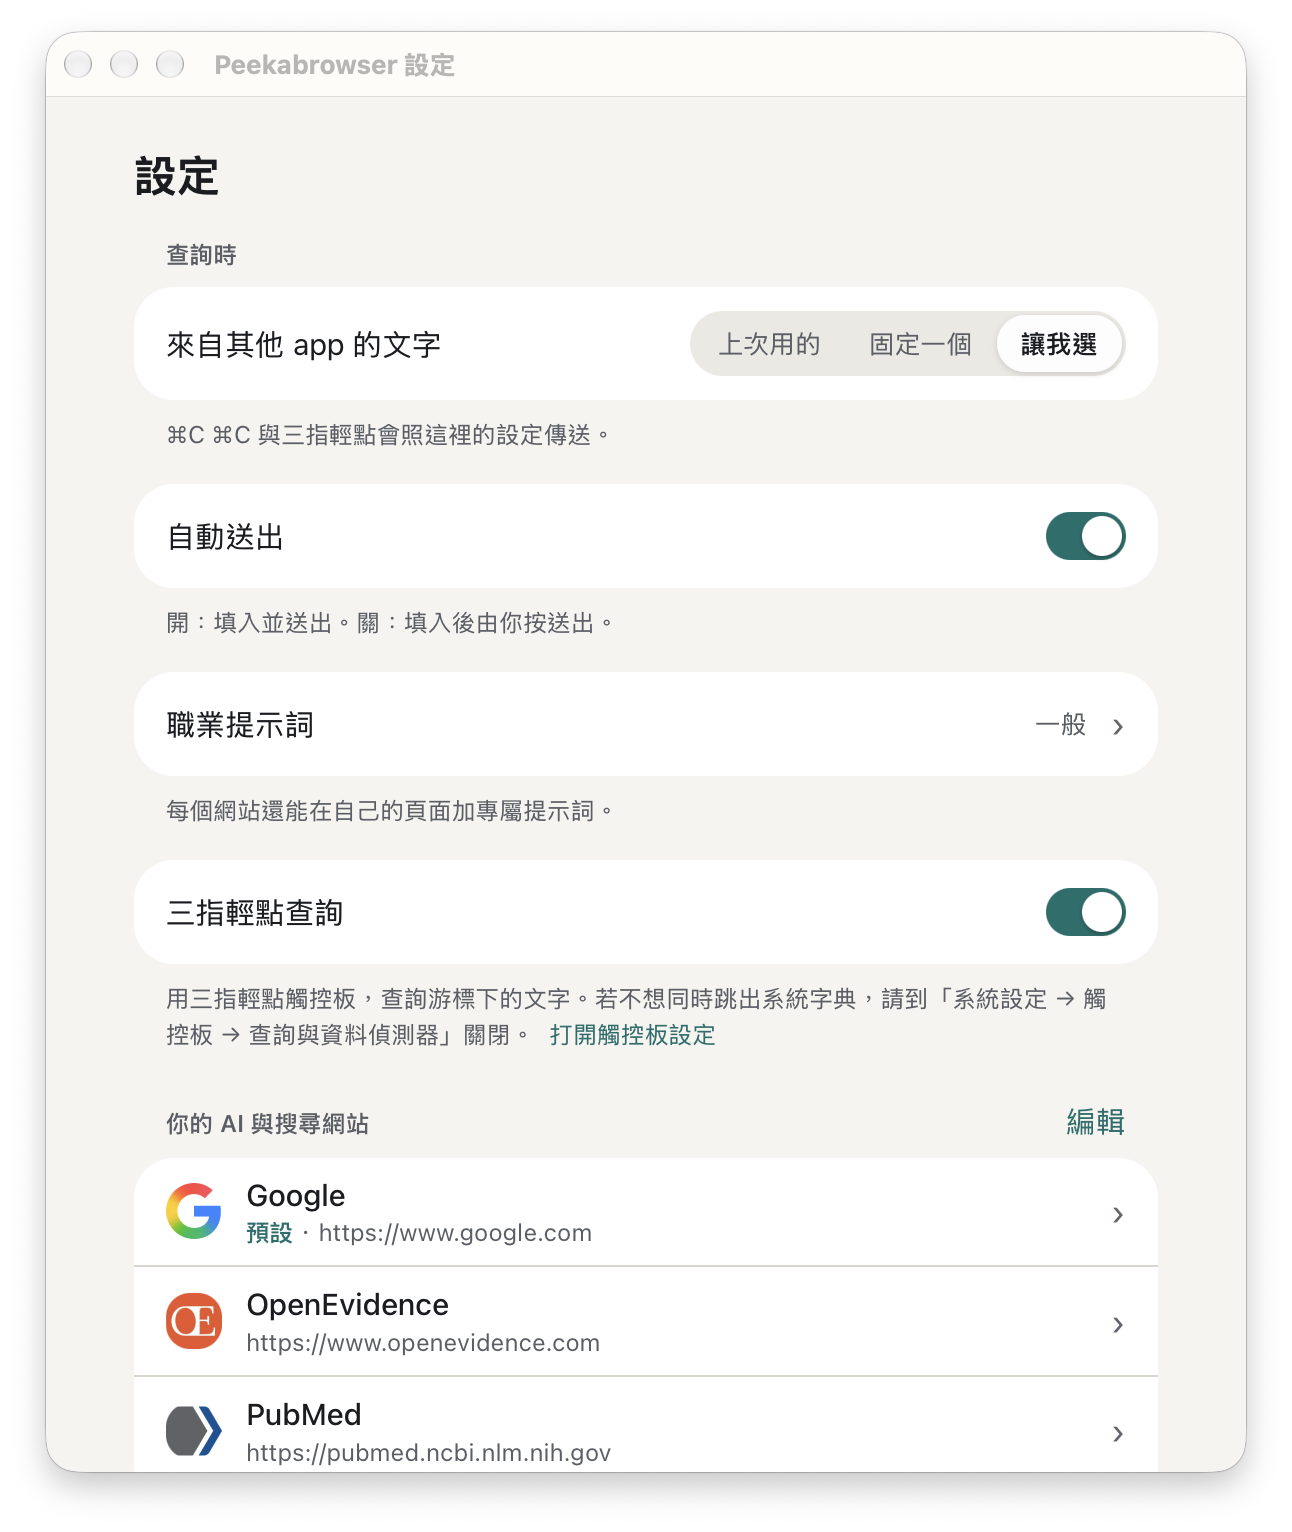 Peekabrowser 設定
設定
查詢時
來自其他 app 的文字
上次用的 固定一個 讓我選
⌘C ⌘C 與三指輕點會照這裡的設定傳送。
自動送出
開：填入並送出。關：填入後由你按送出。
職業提示詞 一般 ›
每個網站還能在自己的頁面加專屬提示詞。
三指輕點查詢
用三指輕點觸控板，查詢游標下的文字。若不想同時跳出系統字典，請到「系統設定 → 觸
控板 → 查詢與資料偵測器」關閉。 打開觸控板設定
你的 AI 與搜尋網站 編輯
Google
預設 · https://www.google.com
OpenEvidence
https://www.openevidence.com
PubMed
https://pubmed.ncbi.nlm.nih.gov